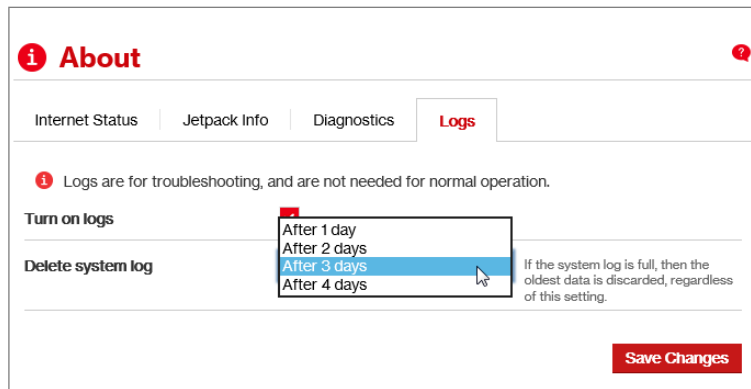 About
Internet Status Jetpack Info Diagnostics Logs
Logs are for troubleshooting, and are not needed for normal operation.
Turn on logs
After 1 day
After 2 days
Delete system log
After 3 days
After 4 days
If the system log is full, then the
oldest data is discarded, regardless
of this setting.
Save Changes